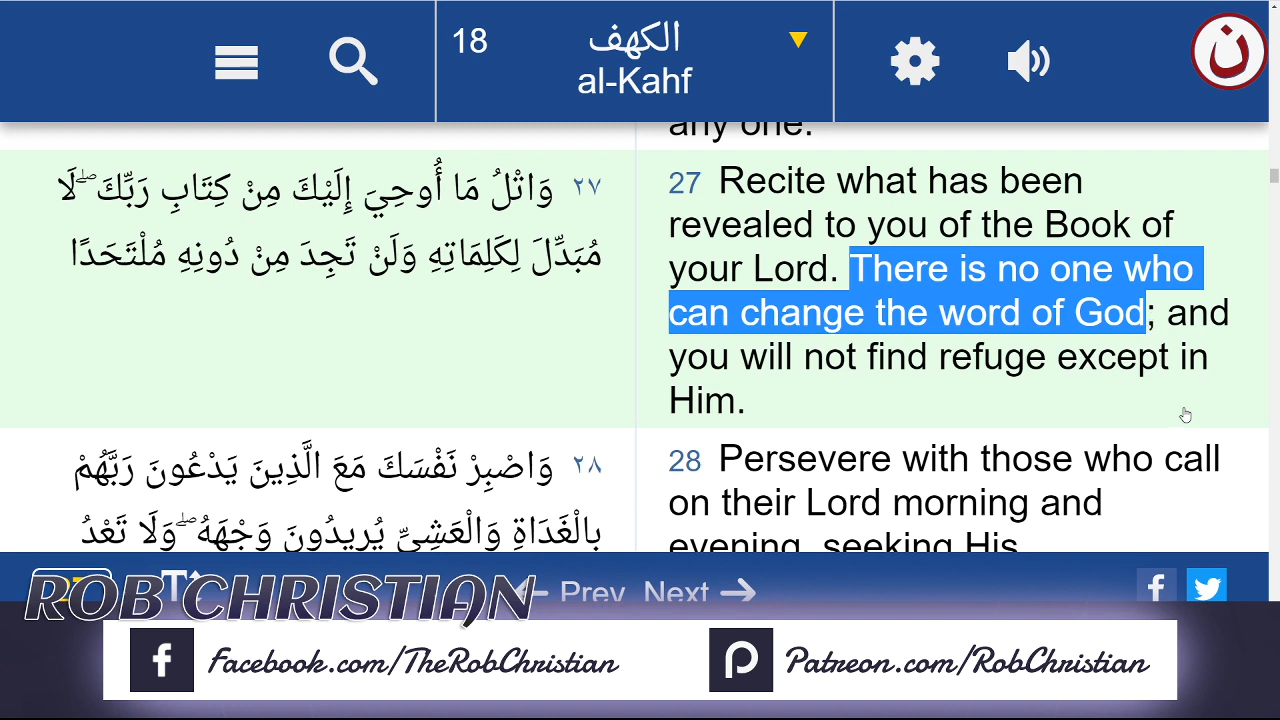 18
الكهف
al-Kahf
ن
any one.
٢٧ وَاتْلُ مَا أُوحِيَ إِلَيْكَ مِنْ كِتَابِ رَبِّكَ ۖ لَا
مُبَدِّلَ لِكَلِمَاتِهِ وَلَنْ تَجِدَ مِنْ دُونِهِ مُلْتَحَدًا
27 Recite what has been
revealed to you of the Book of
your Lord. There is no one who
can change the word of God; and
you will not find refuge except in
Him.
٢٨ وَاصْبِرْ نَفْسَكَ مَعَ الَّذِينَ يَدْعُونَ رَبَّهُمْ
بِالْغَدَاةِ وَالْعَشِيِّ يُرِيدُونَ وَجْهَهُ ۖ وَلَا تَعْدُ
28 Persevere with those who call
on their Lord morning and
evening, seeking His
Prev Next
ROB CHRISTIAN
Facebook.com/TheRobChristian
Patreon.com/RobChristian